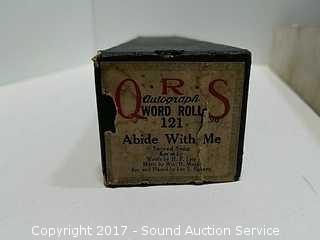 Q·R·S
Autograph
WORD ROLL
121
Abide With Me
Sacred Song
Words by H. F. Lyte
Music by Wm. H. Monk
and Played by Lee S. Roberts
Copyright 2017 - Sound Auction Service